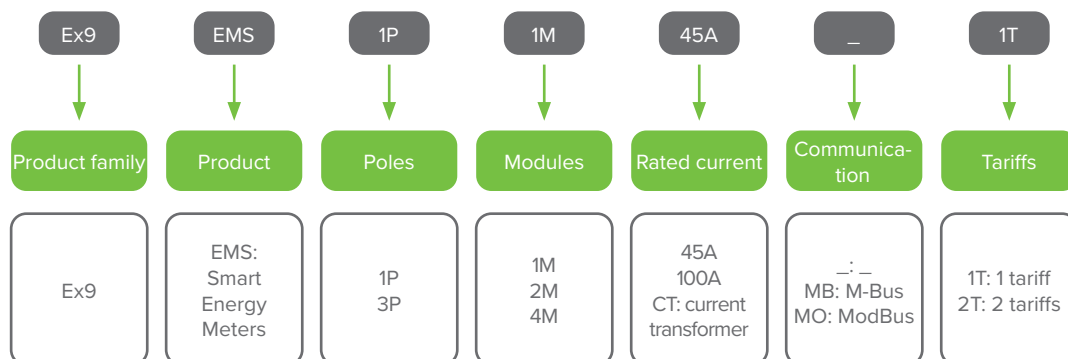 Ex9
EMS
1P
1M
45A
_
1T
Product family
Product
Poles
Modules
Rated current
Communica-
tion
Tariffs
Ex9
EMS:
Smart
Energy
Meters
1P
3P
1M
2M
4M
45A
100A
CT: current
transformer
_: _
MB: M-Bus
MO: ModBus
1T: 1 tariff
2T: 2 tariffs